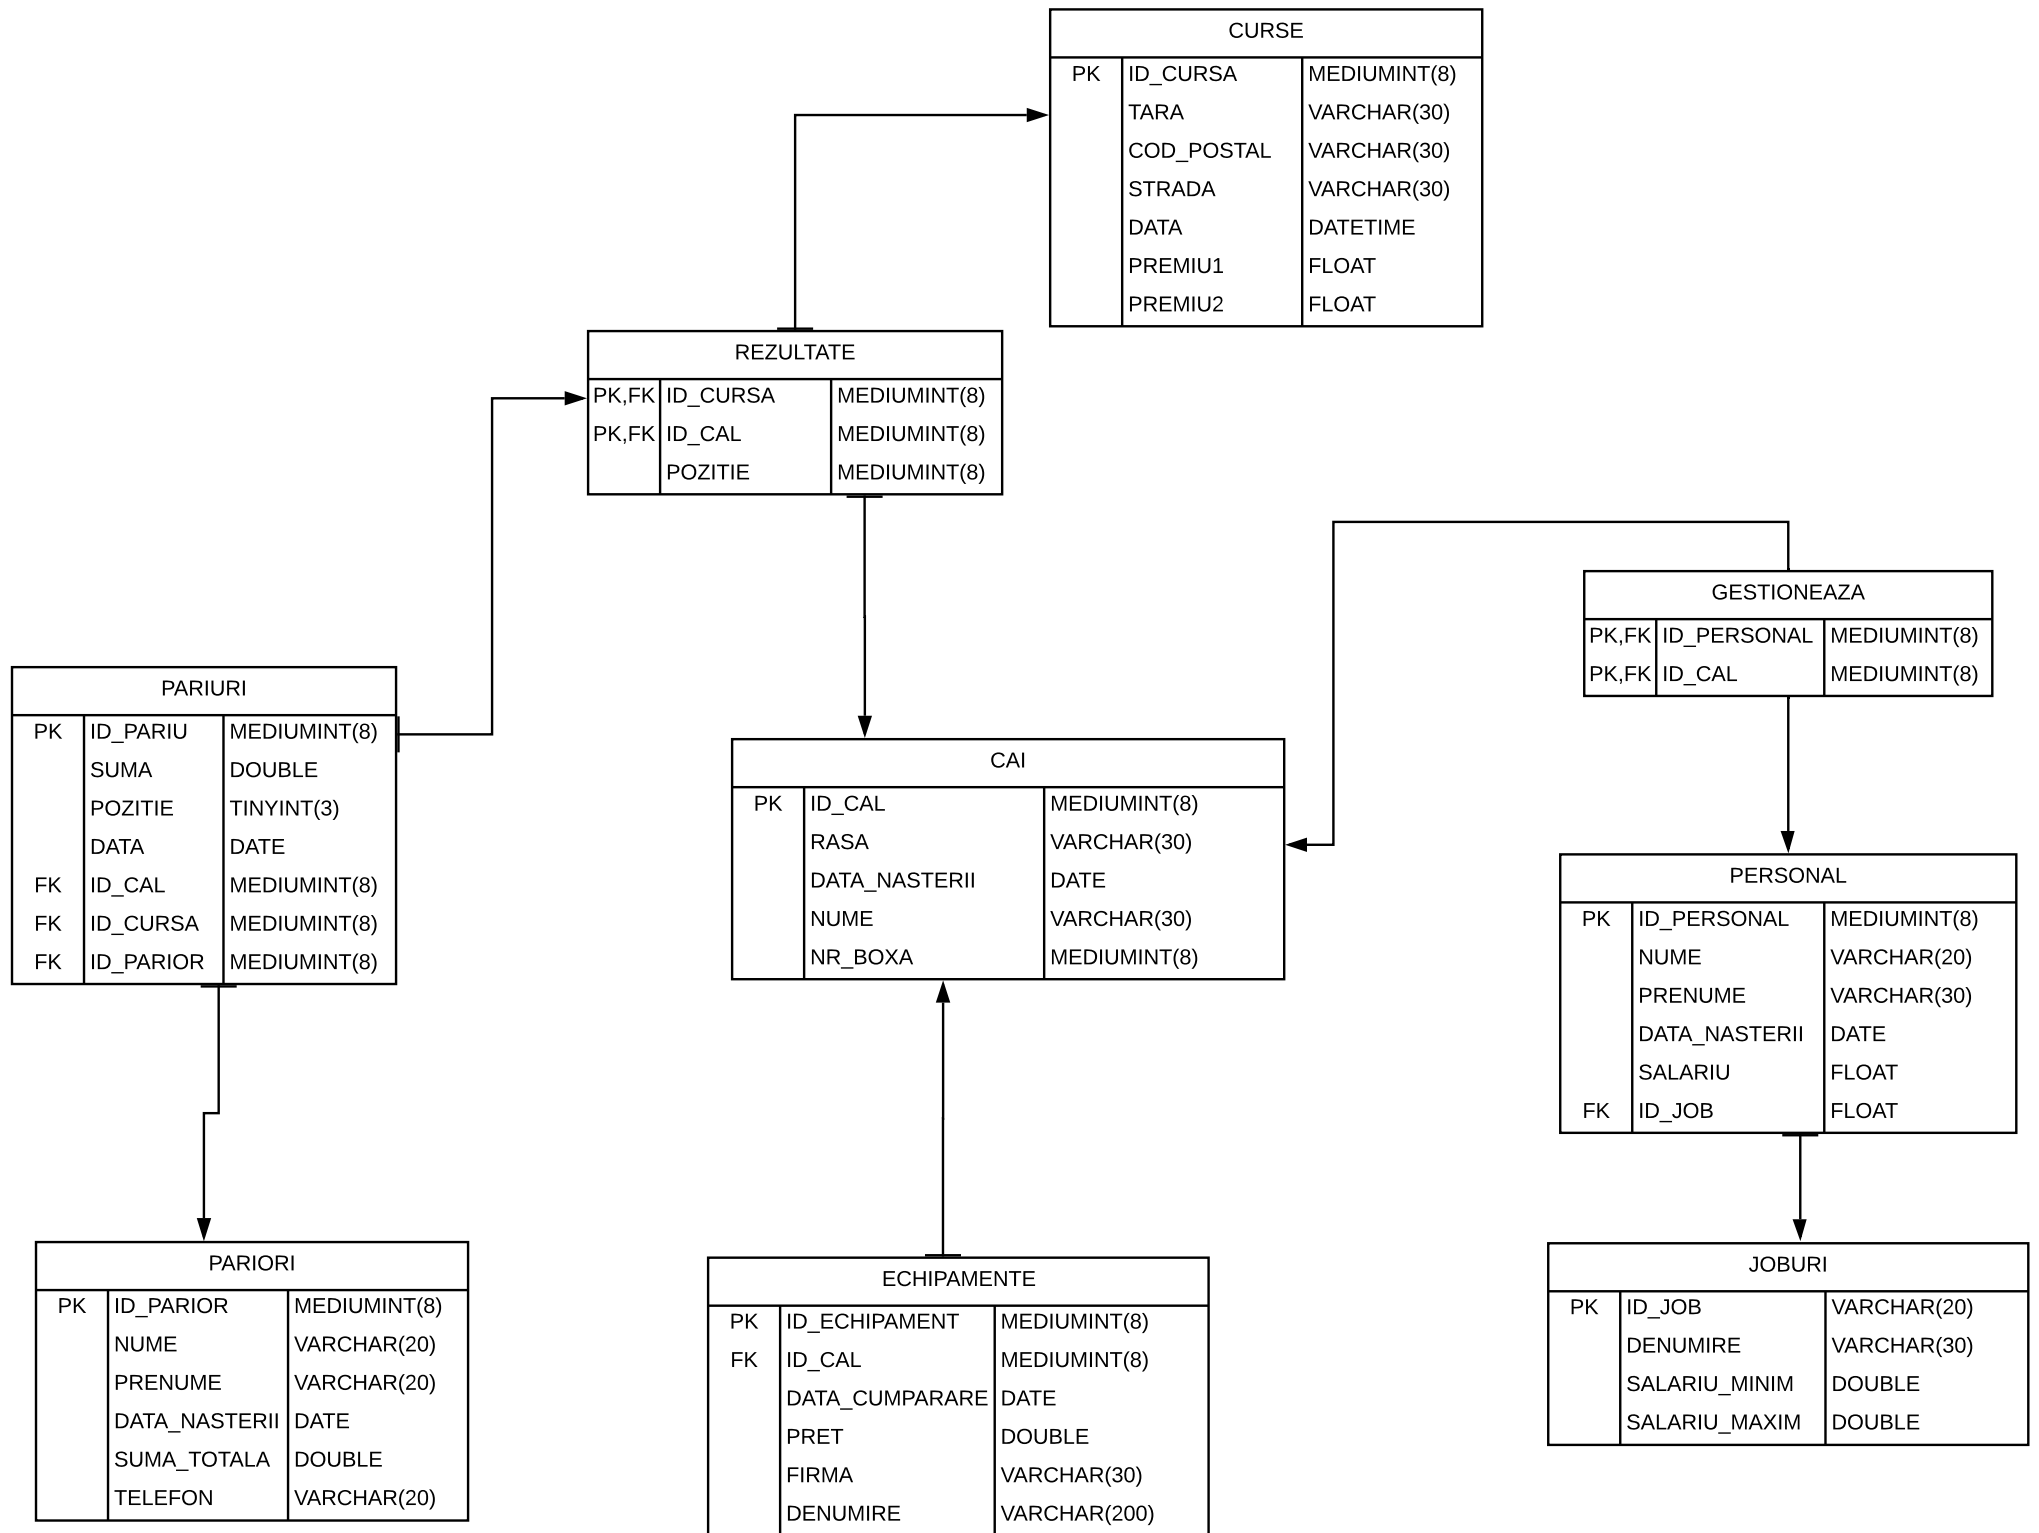 CURSE
PK ID_CURSA MEDIUMINT(8)
TARA VARCHAR(30)
COD_POSTAL VARCHAR(30)
STRADA VARCHAR(30)
DATA DATETIME
PREMIU1 FLOAT
PREMIU2 FLOAT
REZULTATE
PK,FK ID_CURSA MEDIUMINT(8)
PK,FK ID_CAL MEDIUMINT(8)
POZITIE MEDIUMINT(8)
GESTIONEAZA
PK,FK ID_PERSONAL MEDIUMINT(8)
PK,FK ID_CAL MEDIUMINT(8)
PARIURI
PK ID_PARIU MEDIUMINT(8)
SUMA DOUBLE
POZITIE TINYINT(3)
DATA DATE
FK ID_CAL MEDIUMINT(8)
FK ID_CURSA MEDIUMINT(8)
FK ID_PARIOR MEDIUMINT(8)
CAI
PK ID_CAL MEDIUMINT(8)
RASA VARCHAR(30)
DATA_NASTERII DATE
NUME VARCHAR(30)
NR_BOXA MEDIUMINT(8)
PERSONAL
PK ID_PERSONAL MEDIUMINT(8)
NUME VARCHAR(20)
PRENUME VARCHAR(30)
DATA_NASTERII DATE
SALARIU FLOAT
FK ID_JOB FLOAT
PARIORI
PK ID_PARIOR MEDIUMINT(8)
NUME VARCHAR(20)
PRENUME VARCHAR(20)
DATA_NASTERII DATE
SUMA_TOTALA DOUBLE
TELEFON VARCHAR(20)
ECHIPAMENTE
PK ID_ECHIPAMENT MEDIUMINT(8)
FK ID_CAL MEDIUMINT(8)
DATA_CUMPARARE DATE
PRET DOUBLE
FIRMA VARCHAR(30)
DENUMIRE VARCHAR(200)
JOBURI
PK ID_JOB VARCHAR(20)
DENUMIRE VARCHAR(30)
SALARIU_MINIM DOUBLE
SALARIU_MAXIM DOUBLE